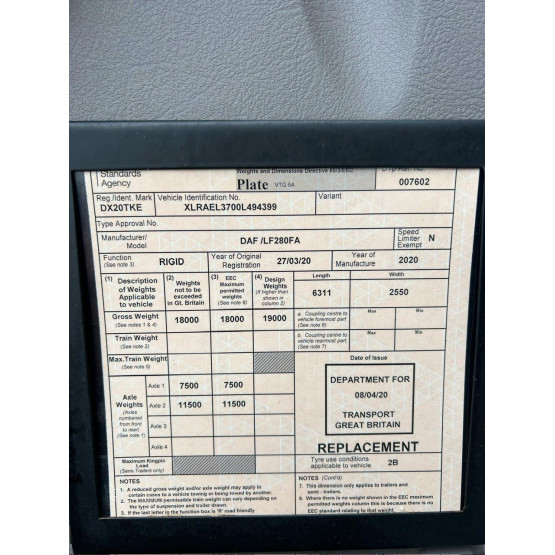 Standards
Agency
Weights and Dimensions Directive
Plate VTG 6A
007602
Reg./Ident. Mark
DX20TKE
Vehicle Identification No.
XLRAEL3700L494399
Variant
Type Approval No.
Manufacturer/
Model
DAF /LF280FA
Speed
Limiter
Exempt
N
Function
(See note 3)
RIGID
Year of Original
Registration
27/03/20
Year of
Manufacture
2020
(1) Description
of Weights
Applicable
to vehicle
(2) Weights
not to be
exceeded
in Gt. Britain
(3) EEC
Maximum
permitted
weights
(See note 8)
(4) Design
Weights
(if higher than
shown in
column 2)
Length
6311
Width
2550
Gross Weight
(See notes 1 & 4)
18000 18000 19000
a. Coupling centre to
vehicle foremost part
(See note 6)
Max Min.
Train Weight
(See note 2)
b. Coupling centre to
vehicle rearmost part
(See note 7)
Max Min.
Max.Train Weight
(See note 5)
Axle
Weights
(Axles
numbered
from front
to rear)
(See note 1)
Axle 1 7500 7500
Axle 2 11500 11500
Axle 3
Axle 4
Date of Issue
DEPARTMENT FOR
08/04/20
TRANSPORT
GREAT BRITAIN
REPLACEMENT
Maximum Kingpin
Load
(Semi-Trailers only)
Tyre use conditions
applicable to vehicle
2B
NOTES
1. A reduced gross weight and/or axle weight may apply in
certain cases to a vehicle towing or being towed by another.
2. The MAXIMUM permissible train weight can vary depending on
the type of suspension and trailer drawn.
3. If the last letter in the function box is 'R' road friendly
NOTES (Cont'd)
7. This dimension only applies to trailers and
semi - trailers.
8. Where there is no weight shown in the EEC maximum
permitted weights column this is because there is no
EEC standard relating to that weight.